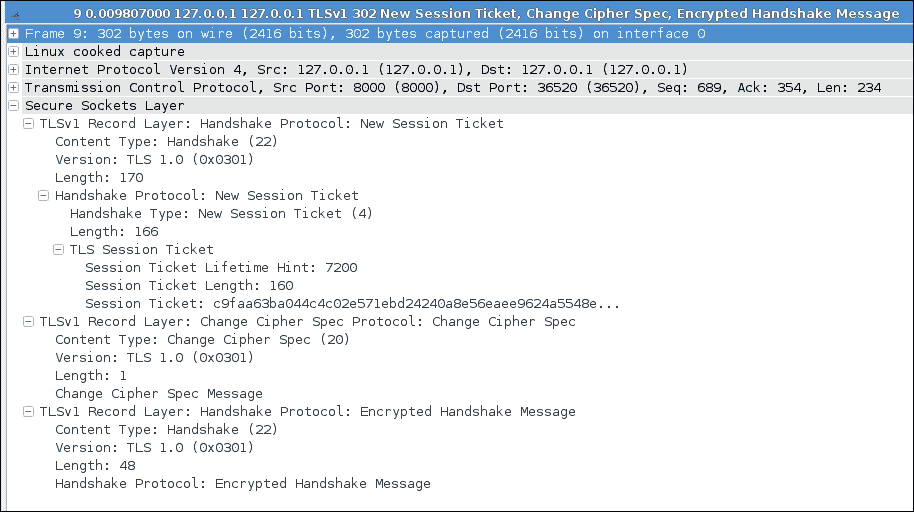 9 0.009807000 127.0.0.1 127.0.0.1 TLSv1 302 New Session Ticket, Change Cipher Spec, Encrypted Handshake Message
Frame 9: 302 bytes on wire (2416 bits), 302 bytes captured (2416 bits) on interface 0
Linux cooked capture
Internet Protocol Version 4, Src: 127.0.0.1 (127.0.0.1), Dst: 127.0.0.1 (127.0.0.1)
Transmission Control Protocol, Src Port: 8000 (8000), Dst Port: 36520 (36520), Seq: 689, Ack: 354, Len: 234
Secure Sockets Layer
TLSv1 Record Layer: Handshake Protocol: New Session Ticket
Content Type: Handshake (22)
Version: TLS 1.0 (0x0301)
Length: 170
Handshake Protocol: New Session Ticket
Handshake Type: New Session Ticket (4)
Length: 166
TLS Session Ticket
Session Ticket Lifetime Hint: 7200
Session Ticket Length: 160
Session Ticket: c9faa63ba044c4c02e571ebd24240a8e56eaee9624a5548e...
TLSv1 Record Layer: Change Cipher Spec Protocol: Change Cipher Spec
Content Type: Change Cipher Spec (20)
Version: TLS 1.0 (0x0301)
Length: 1
Change Cipher Spec Message
TLSv1 Record Layer: Handshake Protocol: Encrypted Handshake Message
Content Type: Handshake (22)
Version: TLS 1.0 (0x0301)
Length: 48
Handshake Protocol: Encrypted Handshake Message